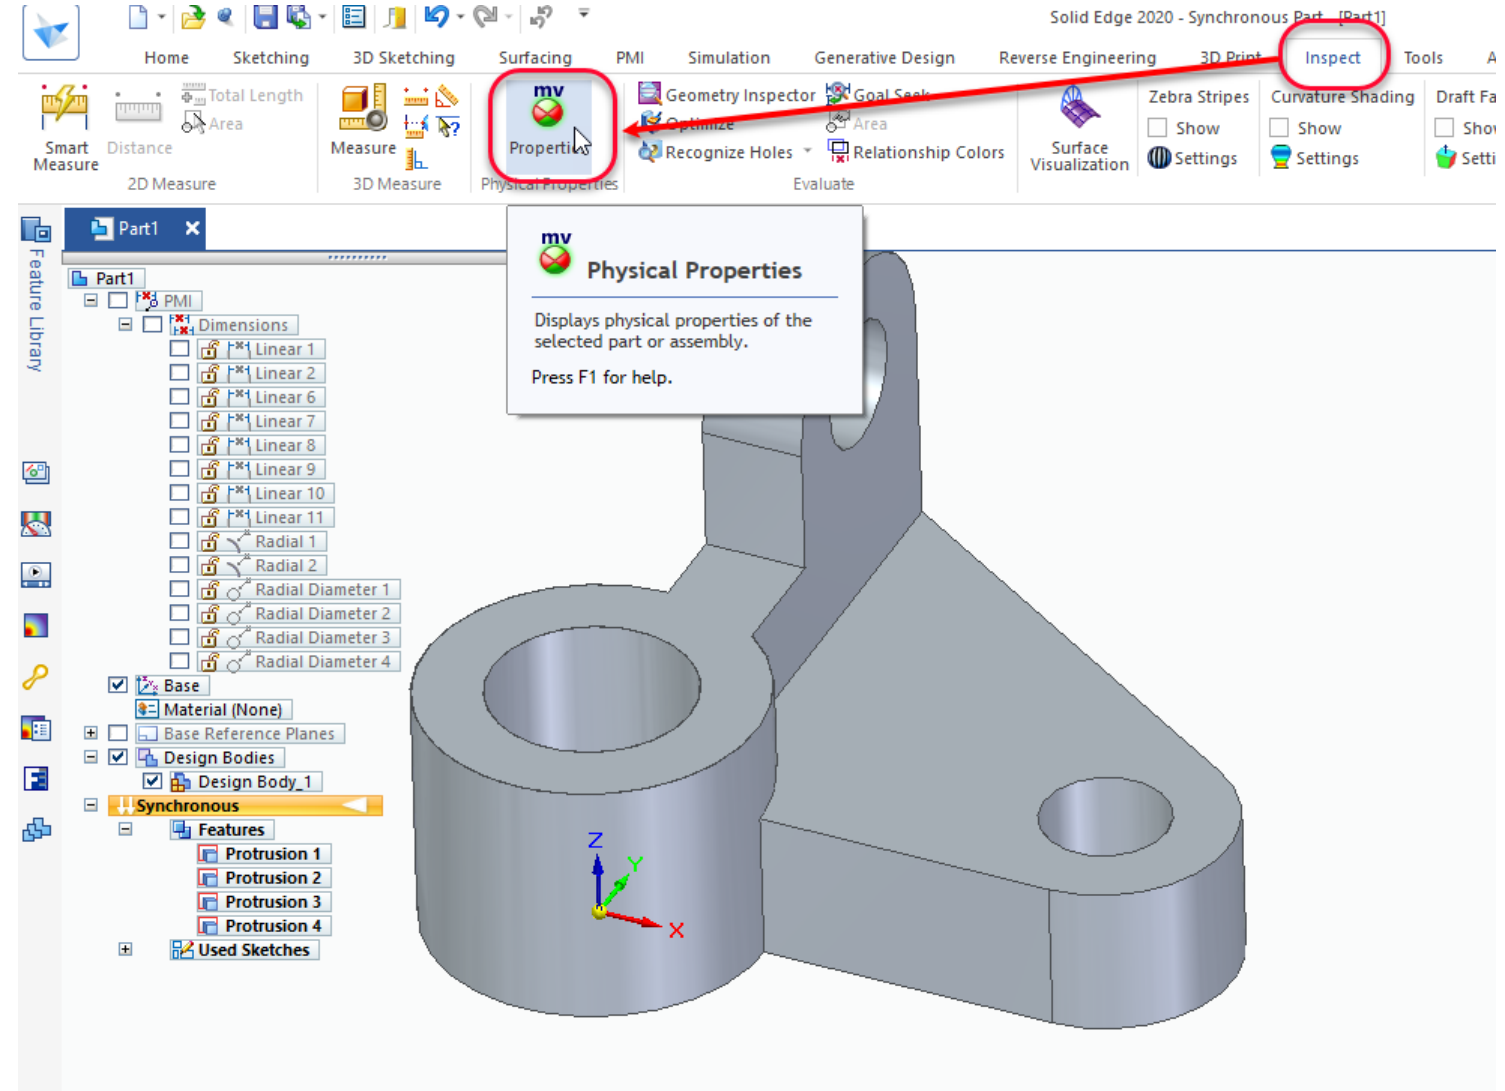 Solid Edge 2020 - Synchronous Part - [Part1]
Home Sketching 3D Sketching Surfacing PMI Simulation Generative Design Reverse Engineering 3D Print Inspect Tools
Smart Measure
Distance
Total Length
Area
2D Measure
Measure
3D Measure
mv
Properties
Physical Properties
Geometry Inspector
Optimize
Recognize Holes
Goal Seek
Area
Relationship Colors
Evaluate
Surface Visualization
Zebra Stripes
Show
Settings
Curvature Shading
Show
Settings
Draft Fa
Show
Setti
Feature Library
Part1
mv
Physical Properties
Displays physical properties of the
selected part or assembly.
Press F1 for help.
Part1
PMI
Dimensions
Linear 1
Linear 2
Linear 6
Linear 7
Linear 8
Linear 9
Linear 10
Linear 11
Radial 1
Radial 2
Radial Diameter 1
Radial Diameter 2
Radial Diameter 3
Radial Diameter 4
Base
Material (None)
Base Reference Planes
Design Bodies
Design Body_1
Synchronous
Features
Protrusion 1
Protrusion 2
Protrusion 3
Protrusion 4
Used Sketches
Z
Y
X